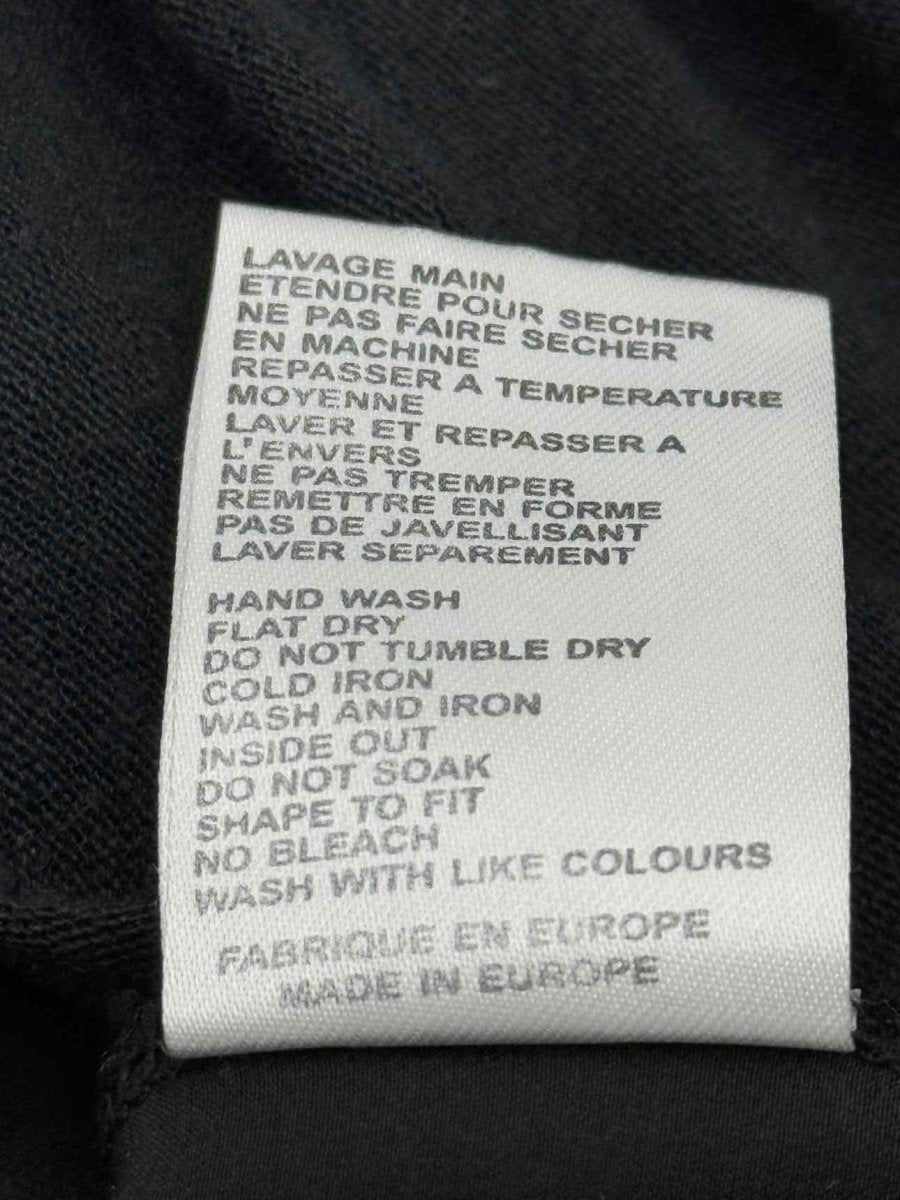 LAVAGE MAIN
ETENDRE POUR SECHER
NE PAS FAIRE SECHER
EN MACHINE
REPASSER A TEMPERATURE
MOYENNE
LAVER ET REPASSER A
L'ENVERS
NE PAS TREMPER
REMETTRE EN FORME
PAS DE JAVELLISANT
LAVER SEPAREMENT
HAND WASH
FLAT DRY
DO NOT TUMBLE DRY
COLD IRON
WASH AND IRON
INSIDE OUT
DO NOT SOAK
SHAPE TO FIT
NO BLEACH
WASH WITH LIKE COLOURS
FABRIQUE EN EUROPE
MADE IN EUROPE